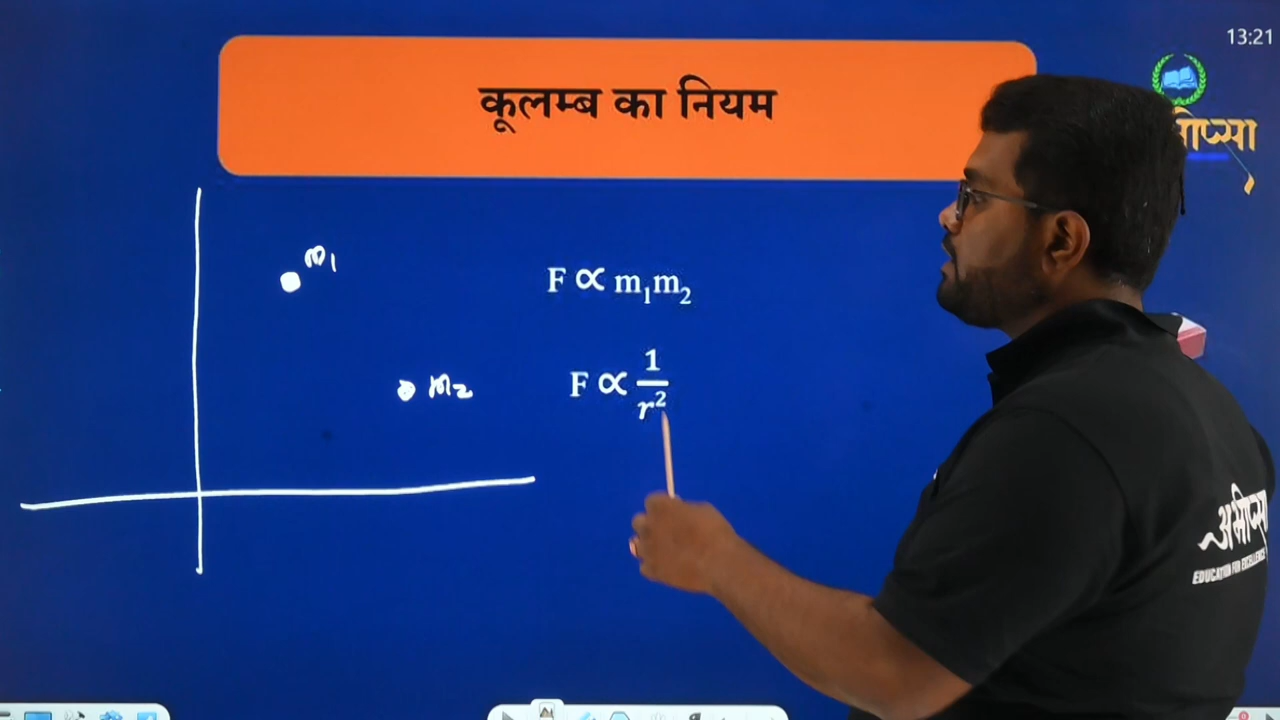 13:21
कूलम्ब का नियम
m₁
F ∝ m₁m₂
m₂
F ∝ 1/r²
अभीप्सा
EDUCATION FOR EXCELLENCE